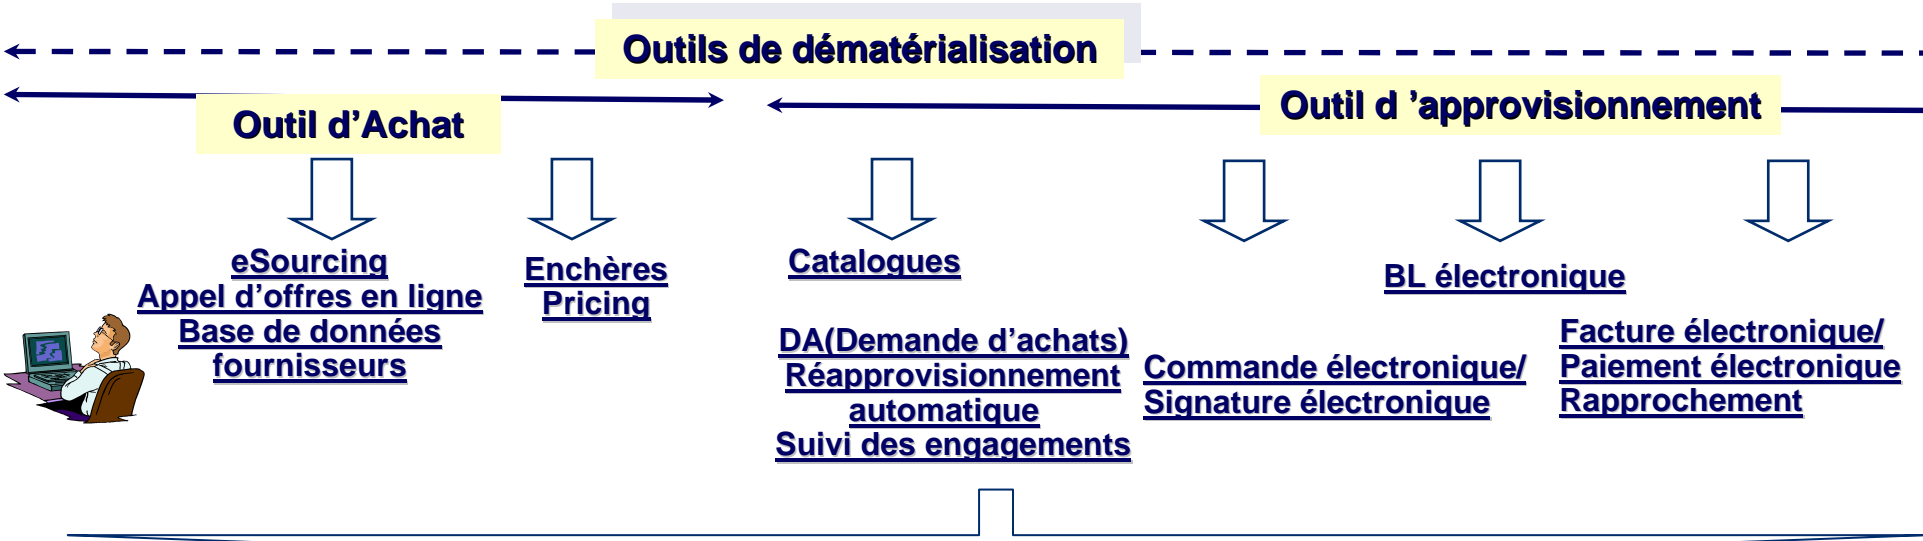 Outils de dématérialisation
Outil d’Achat
Outil d ’approvisionnement
eSourcing
Appel d’offres en ligne
Base de données
fournisseurs
Enchères
Pricing
Catalogues
DA(Demande d’achats)
Réapprovisionnement
automatique
Suivi des engagements
Commande électronique/
Signature électronique
BL électronique
Facture électronique/
Paiement électronique
Rapprochement